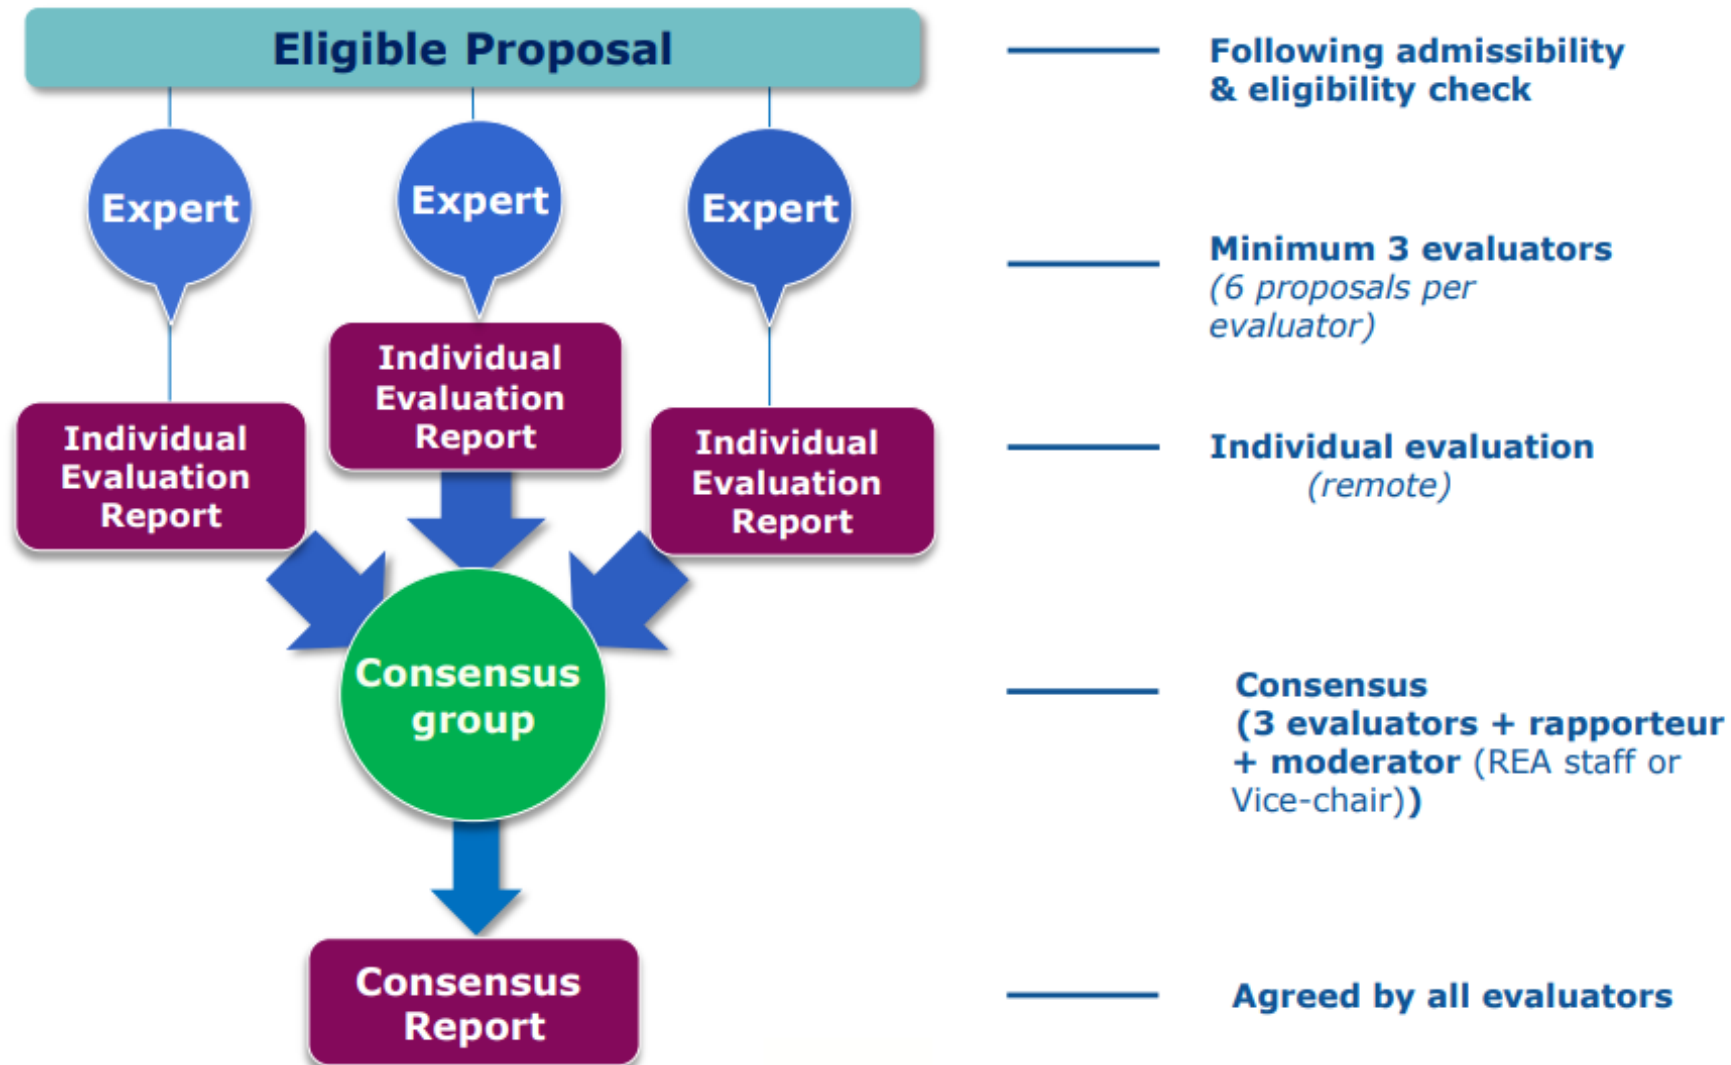 Eligible Proposal
Following admissibility
& eligibility check
Expert
Expert
Expert
Minimum 3 evaluators
(6 proposals per
evaluator)
Individual
Evaluation
Report
Individual
Evaluation
Report
Individual
Evaluation
Report
Individual evaluation
(remote)
Consensus
group
Consensus
(3 evaluators + rapporteur
+ moderator (REA staff or
Vice-chair))
Consensus
Report
Agreed by all evaluators